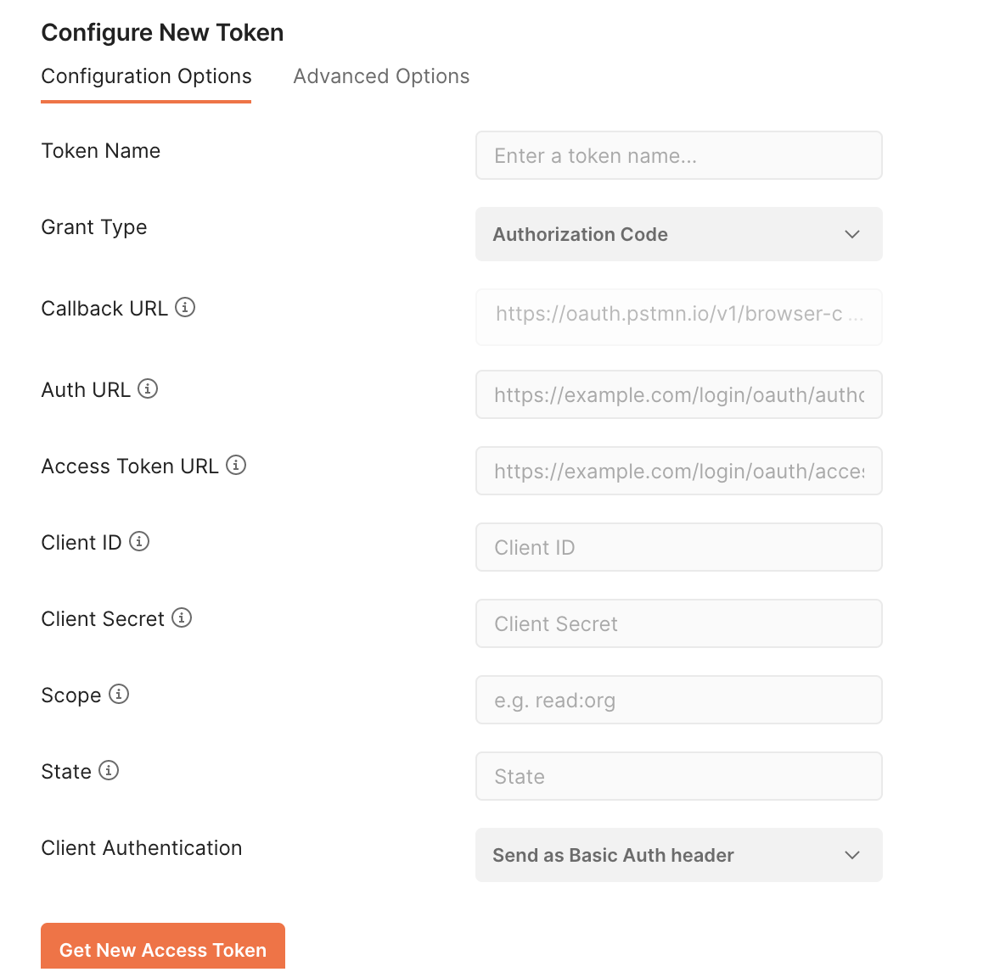 Configure New Token
Configuration Options Advanced Options
Token Name
Enter a token name...
Grant Type
Authorization Code
Callback URL
https://oauth.pstmn.io/v1/browser-c ...
Auth URL
https://example.com/login/oauth/autho
Access Token URL
https://example.com/login/oauth/acces
Client ID
Client ID
Client Secret
Client Secret
Scope
e.g. read:org
State
State
Client Authentication
Send as Basic Auth header
Get New Access Token